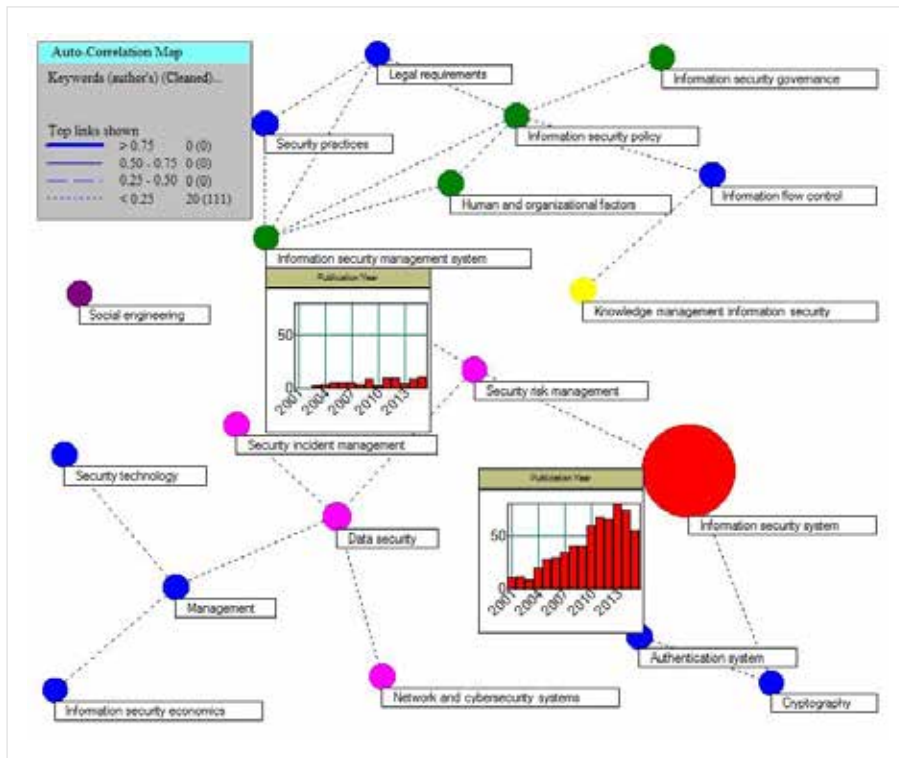 Auto-Correlation Map
Keywords (author's) (Cleaned)...
Top links shown
> 0.75 0 (0)
0.50 - 0.75 0 (0)
0.25 - 0.50 0 (0)
< 0.25 20 (111)
Legal requirements
Information security governance
Security practices
Information security policy
Information flow control
Human and organizational factors
Information security management system
Publication Year
50
0
2001 2004 2007 2010 2013
Social engineering
Knowledge management information security
Security risk management
Security incident management
Security technology
Publication Year
50
0
2001 2004 2007 2010 2013
Information security system
Data security
Management
Authentication system
Network and cybersecurity systems
Cryptography
Information security economics